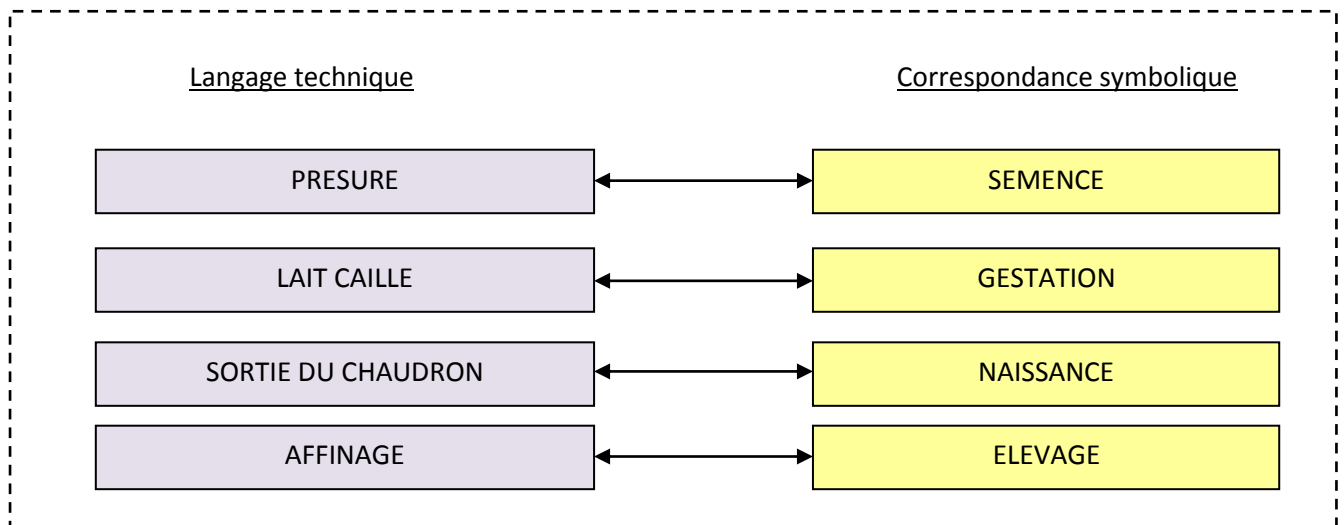 Langage technique
Correspondance symbolique
PRESURE
SEMENCE
LAIT CAILLE
GESTATION
SORTIE DU CHAUDRON
NAISSANCE
AFFINAGE
ELEVAGE